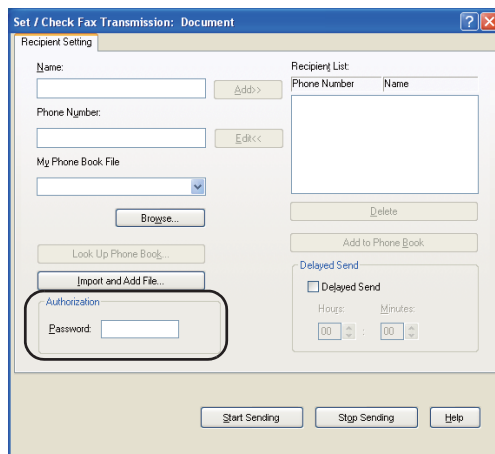 Set / Check Fax Transmission: Document
Recipient Setting
Name:
Add>>
Phone Number:
Edit<<
My Phone Book File
Browse...
Look Up Phone Book...
Import and Add File...
Authorization
Password:
Recipient List:
Phone Number Name
Delete
Add to Phone Book
Delayed Send
Delayed Send
Hours: Minutes:
00 : 00
Start Sending Stop Sending Help